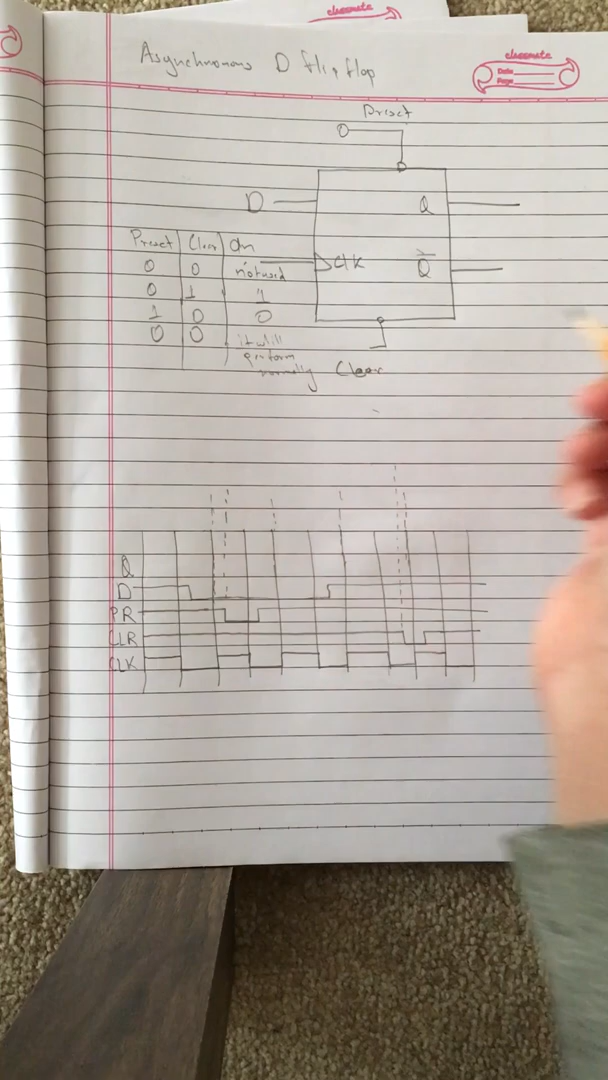 classmate
Asynchronous D flip flop
classmate
Date
Page
Preset
D
Q
Preset Clear Qn
CLK
Q̅
0 0 not used
0 1 1
1 0 0
0 0 it will perform normally
Clear
Q
D
PR
CLR
CLK